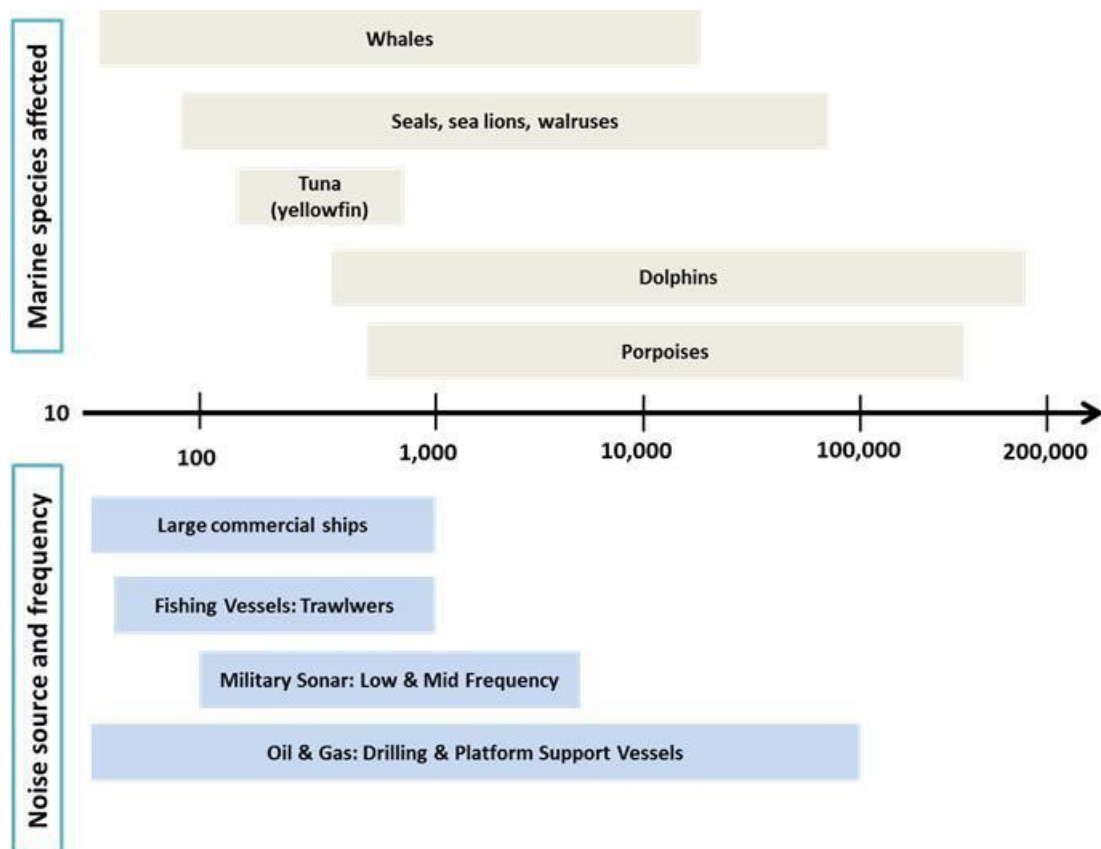 Marine species affected
Whales
Seals, sea lions, walruses
Tuna
(yellowfin)
Dolphins
Porpoises
10
100
1,000
10,000
100,000
200,000
Noise source and frequency
Large commercial ships
Fishing Vessels: Trawlwers
Military Sonar: Low & Mid Frequency
Oil & Gas: Drilling & Platform Support Vessels